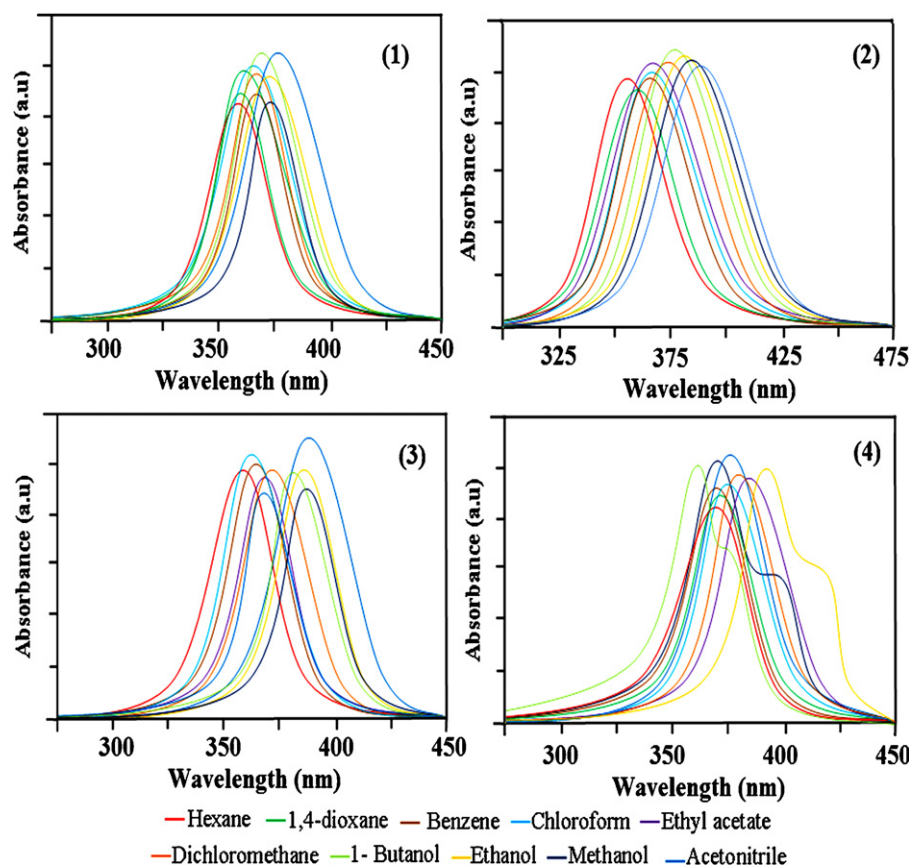 (1)
Absorbance (a.u)
300 350 400 450
Wavelength (nm)
(2)
Absorbance (a.u)
325 375 425 475
Wavelength (nm)
(3)
Absorbance (a.u)
300 350 400 450
Wavelength (nm)
(4)
Absorbance (a.u)
300 350 400 450
Wavelength (nm)
Hexane 1,4-dioxane Benzene Chloroform Ethyl acetate
Dichloromethane 1- Butanol Ethanol Methanol Acetonitrile